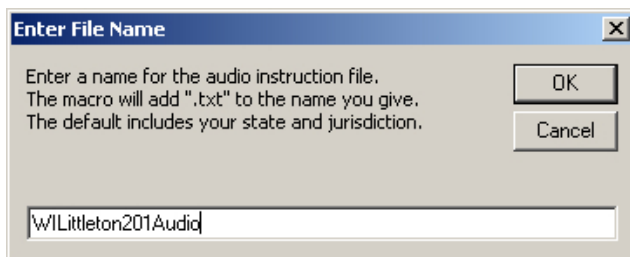 Enter File Name
Enter a name for the audio instruction file.
The macro will add ".txt" to the name you give.
The default includes your state and jurisdiction.
OK
Cancel
WILittleton201Audio